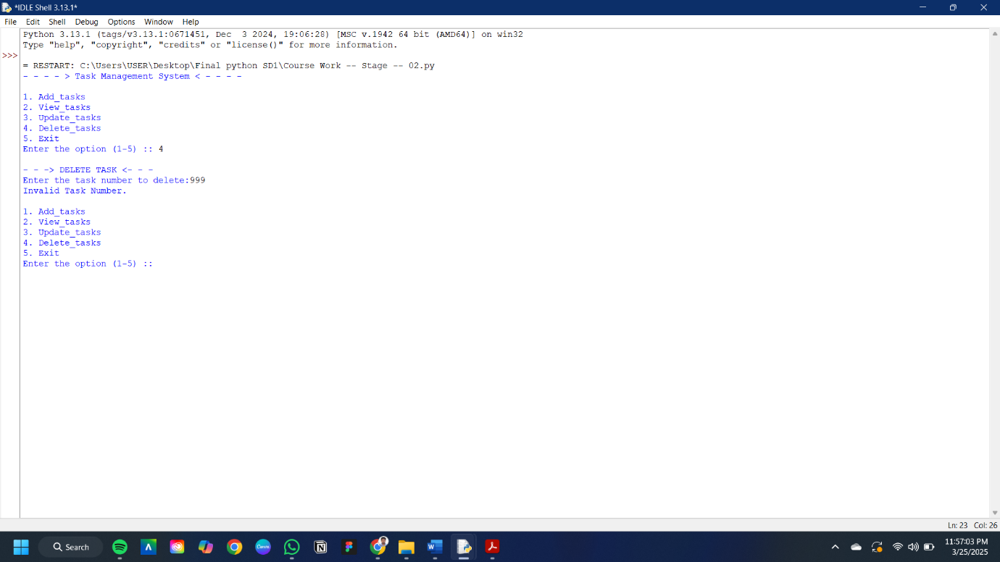 *IDLE Shell 3.13.1*
File Edit Shell Debug Options Window Help
Python 3.13.1 (tags/v3.13.1:0671451, Dec  3 2024, 19:06:28) [MSC v.1942 64 bit (AMD64)] on win32
Type "help", "copyright", "credits" or "license()" for more information.
>>>
= RESTART: C:\Users\USER\Desktop\Final python SD1\Course Work -- Stage -- 02.py
- - - - > Task Management System < - - - -
1. Add_tasks
2. View_tasks
3. Update_tasks
4. Delete_tasks
5. Exit
Enter the option (1-5) :: 4
- - -> DELETE TASK <- - -
Enter the task number to delete:999
Invalid Task Number.
1. Add_tasks
2. View_tasks
3. Update_tasks
4. Delete_tasks
5. Exit
Enter the option (1-5) ::
Ln: 23 Col: 26
Search
Canva
11:57:03 PM
3/25/2025